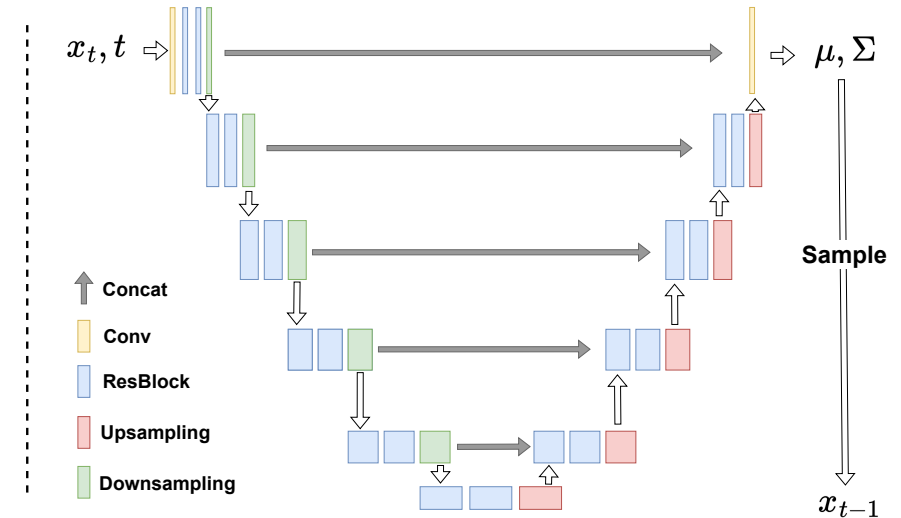 x_t, t
μ, Σ
Sample
Concat
Conv
ResBlock
Upsampling
Downsampling
x_{t−1}